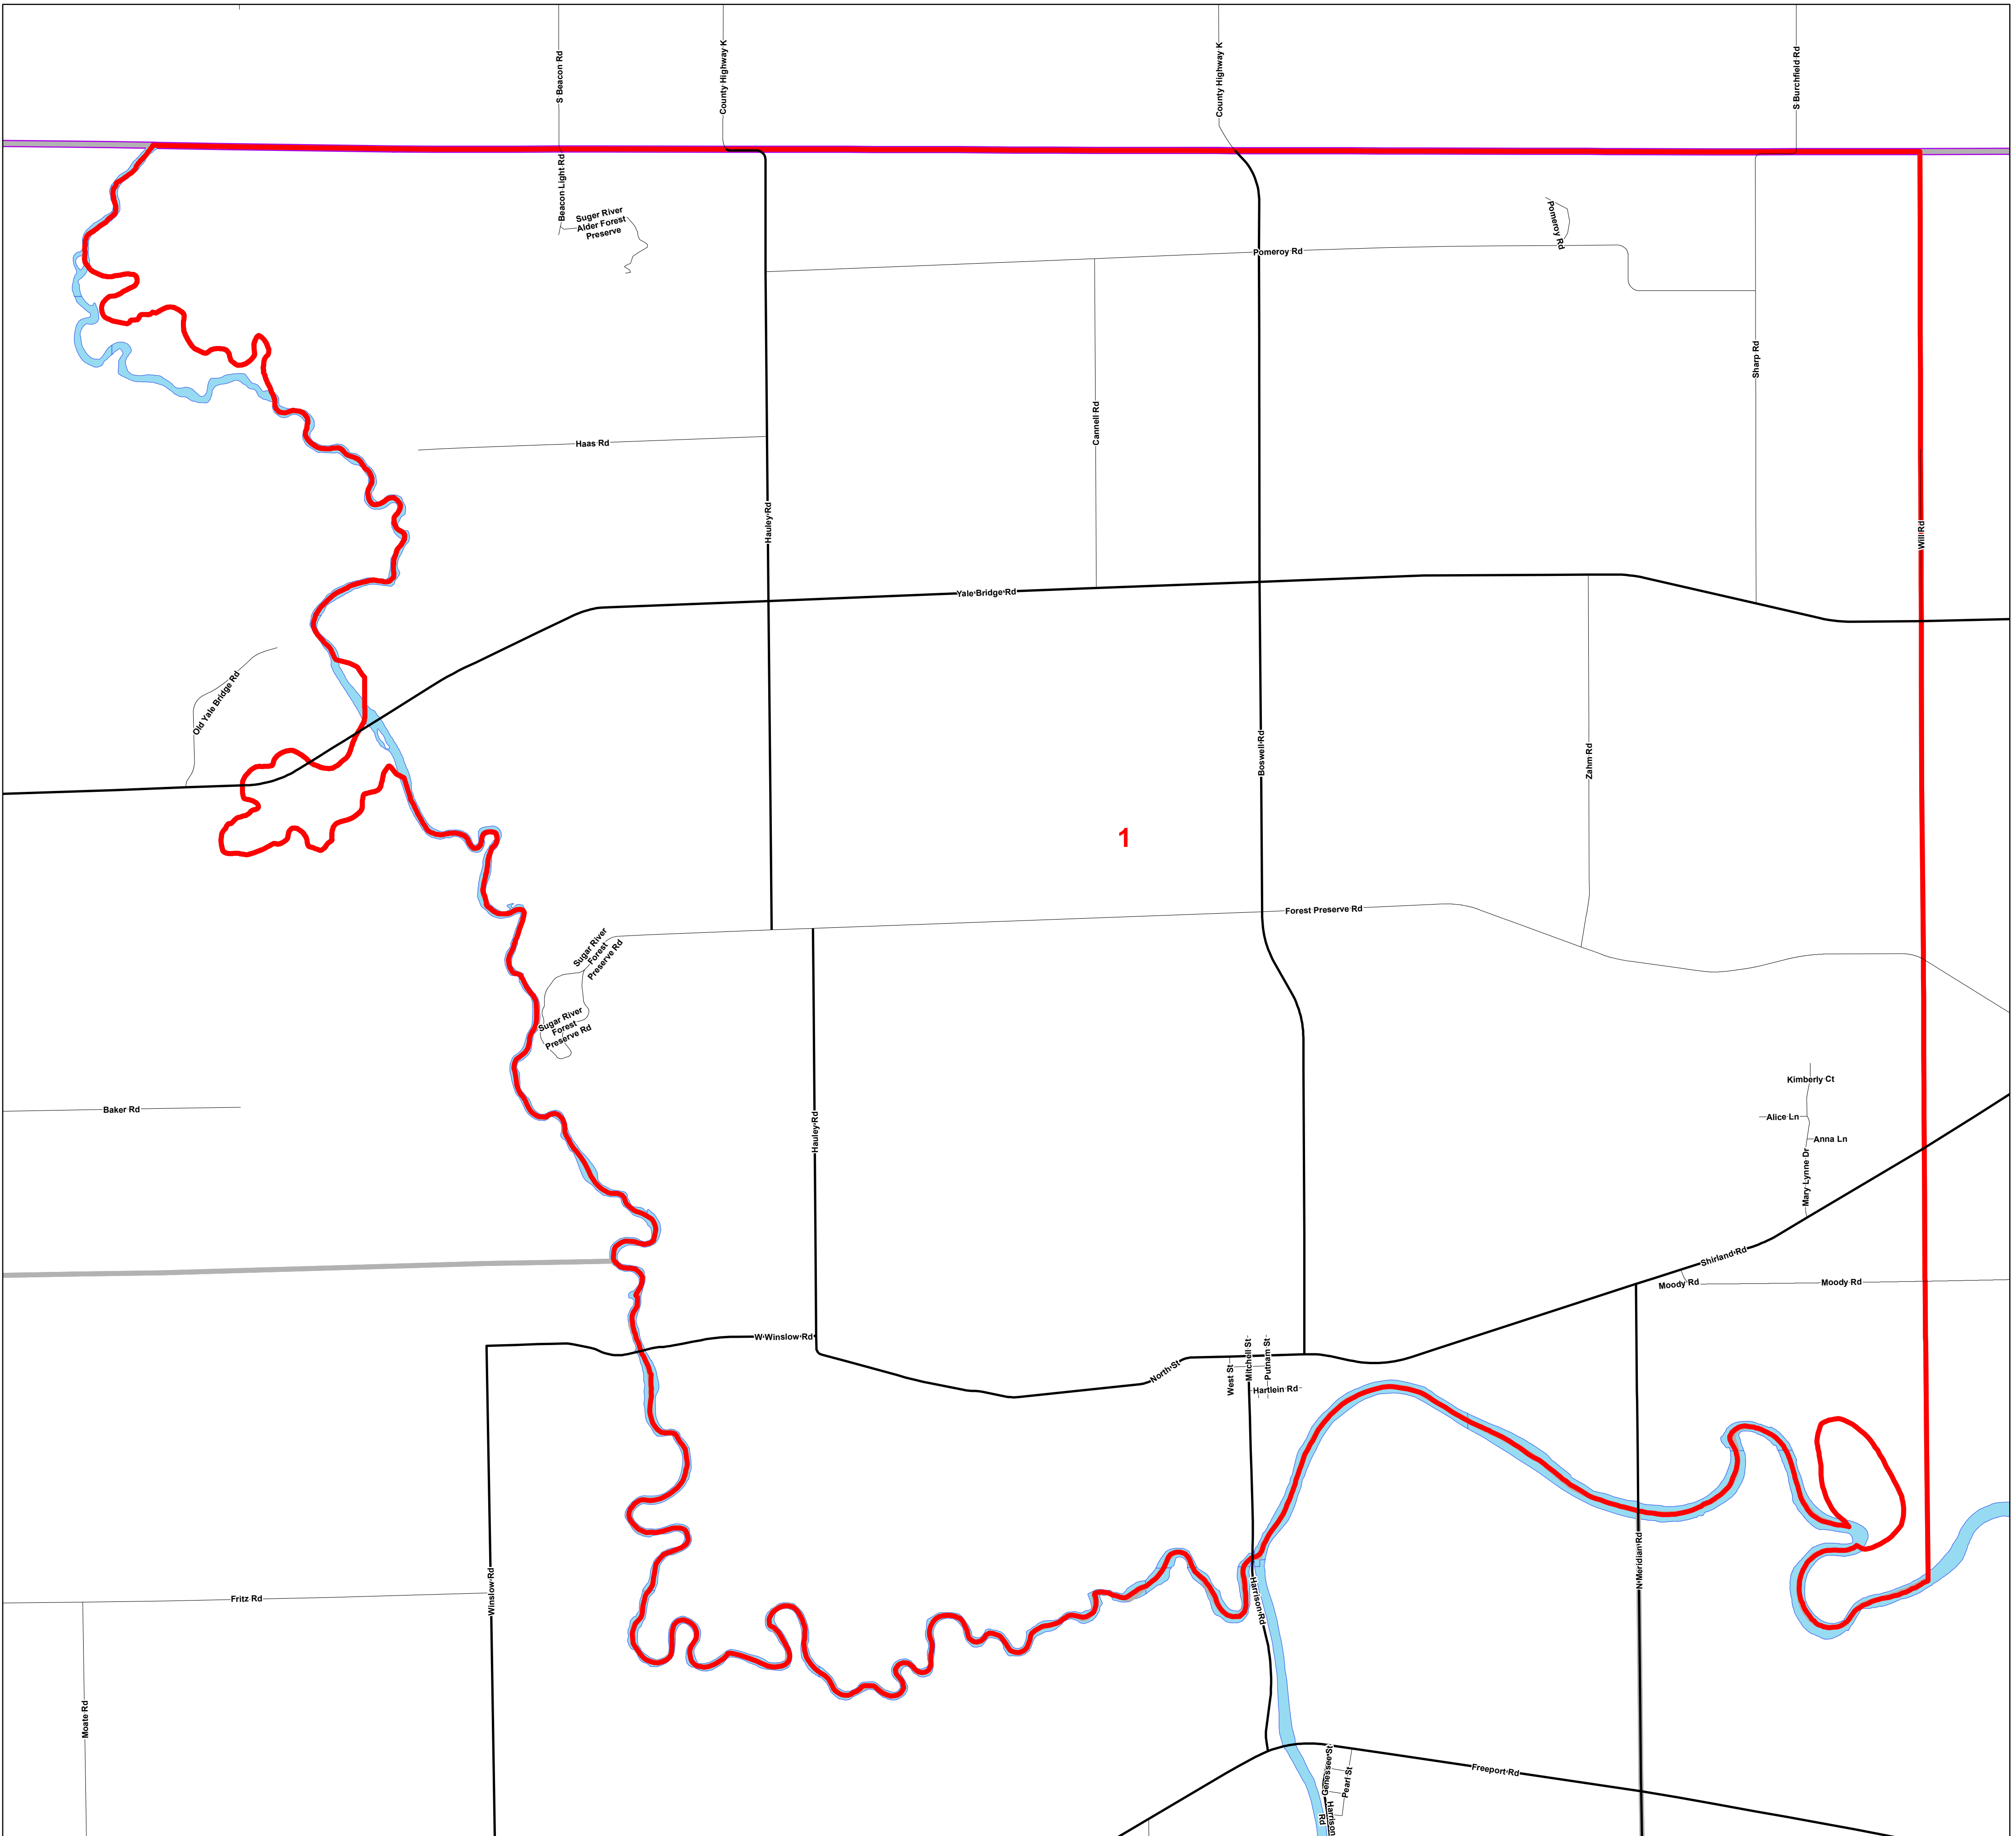 S Beacon Rd
County Highway K
County Highway K
S Burchfield Rd
Beacon Light Rd
Suger River
Alder Forest
Preserve
Pomeroy Rd
Pomeroy Rd
Sharp Rd
Cannell Rd
Haas Rd
Hauley Rd
Will Rd
Yale Bridge Rd
Old Yale Bridge Rd
Boswell Rd
Zahm Rd
1
Forest Preserve Rd
Sugar River
Forest
Preserve Rd
Sugar River
Forest
Preserve Rd
Kimberly Ct
Baker Rd
Alice Ln
Hauley Rd
Anna Ln
Mary Lynne Dr
Shirland Rd
Moody Rd
Moody Rd
W Winslow Rd
North St
West St
Mitchell St
Putnam St
Hartlein Rd
N Meridian Rd
Winslow Rd
Fritz Rd
Harrison Rd
Moate Rd
Genessee St
Pearl St
Freeport Rd
Harrison
Rd